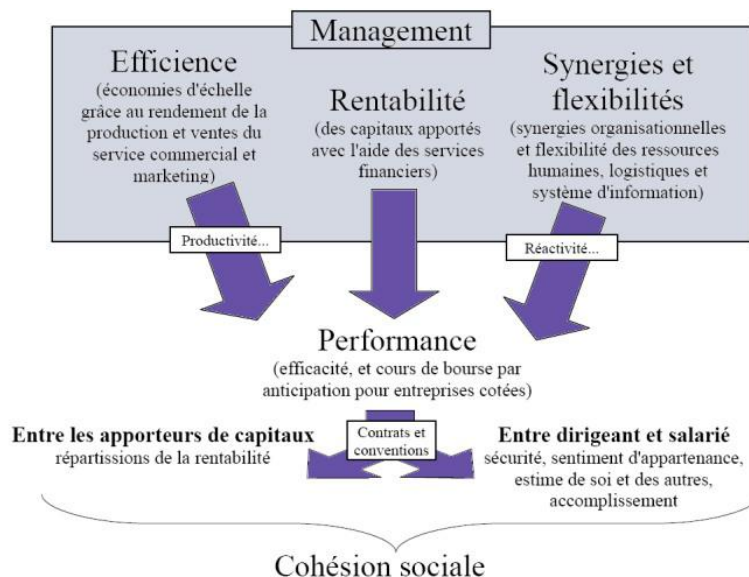 Management
Efficience
(économies d'échelle
grâce au rendement de la
production et ventes du
service commercial et
marketing)
Rentabilité
(des capitaux apportés
avec l'aide des services
financiers)
Synergies et
flexibilités
(synergies organisationnelles
et flexibilité des ressources
humaines, logistiques et
système d'information)
Productivité...
Réactivité...
Performance
(efficacité, et cours de bourse par
anticipation pour entreprises cotées)
Entre les apporteurs de capitaux
répartissions de la rentabilité
Contrats et
conventions
Entre dirigeant et salarié
sécurité, sentiment d'appartenance,
estime de soi et des autres,
accomplissement
Cohésion sociale